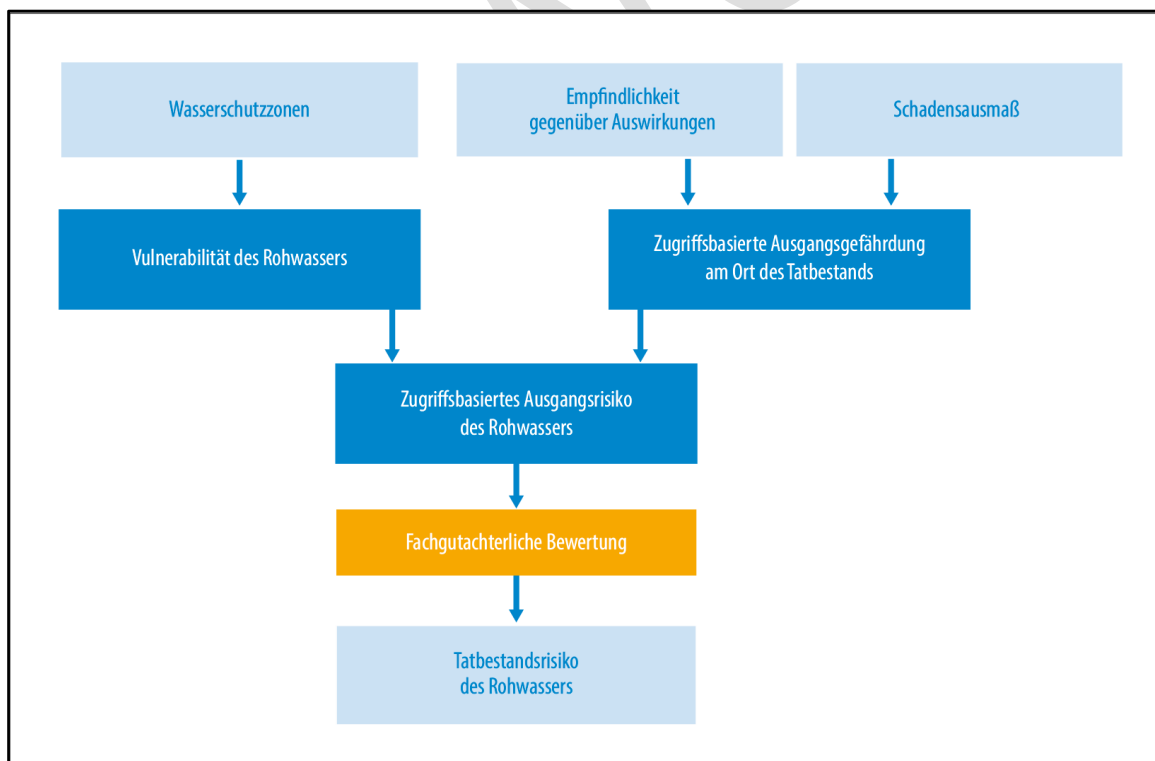 Wasserschutzzonen
Empfindlichkeit
gegenüber Auswirkungen
Schadensausmaß
Vulnerabilität des Rohwassers
Zugriffsbasierte Ausgangsgefährdung
am Ort des Tatbestands
Zugriffsbasiertes Ausgangsrisiko
des Rohwassers
Fachgutachterliche Bewertung
Tatbestandsrisiko
des Rohwassers